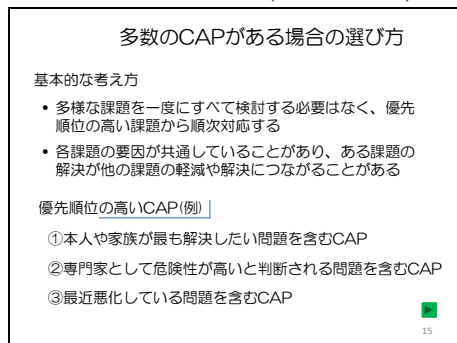 多数のCAPがある場合の選び方
基本的な考え方
• 多様な課題を一度にすべて検討する必要はなく、優先
順位の高い課題から順次対応する
• 各課題の要因が共通していることがあり、ある課題の
解決が他の課題の軽減や解決につながることがある
優先順位の高いCAP(例)
①本人や家族が最も解決したい問題を含むCAP
②専門家として危険性が高いと判断される問題を含むCAP
③最近悪化している問題を含むCAP
15